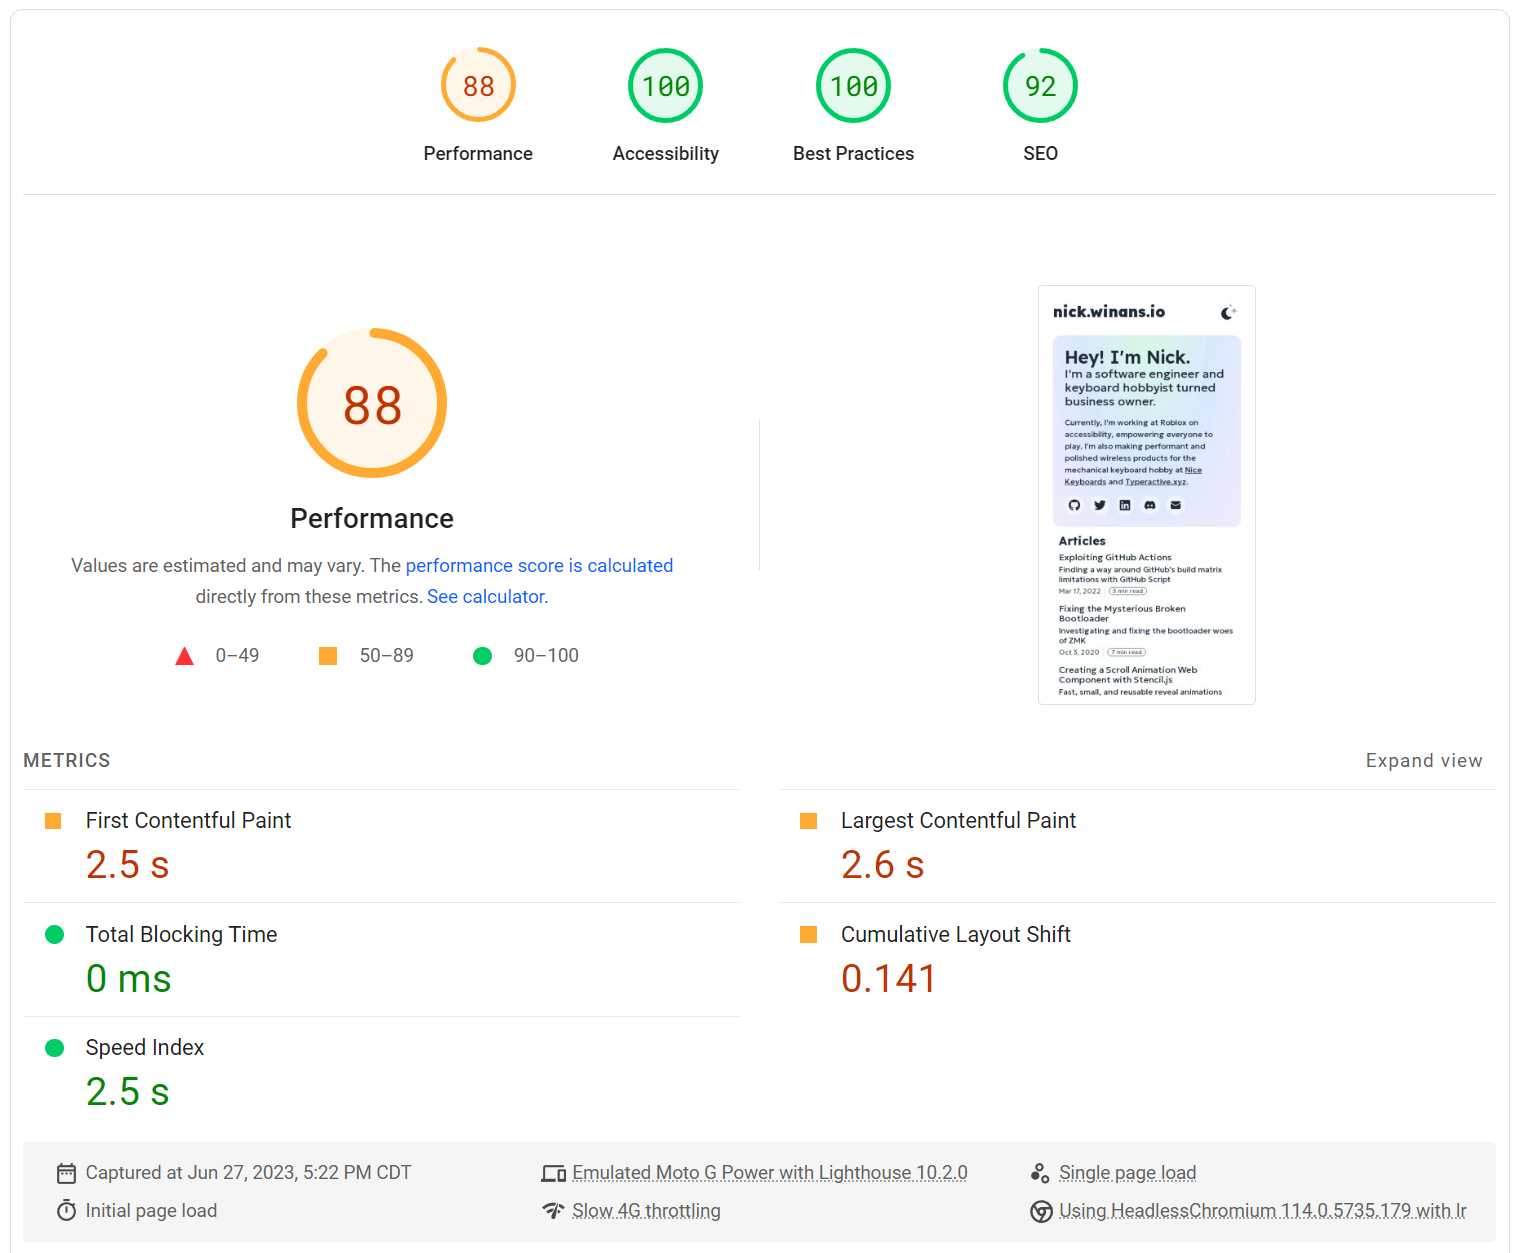 88
100
100
92
Performance
Accessibility
Best Practices
SEO
88
Performance
Values are estimated and may vary. The performance score is calculated
directly from these metrics. See calculator.
0–49
50–89
90–100
nick.winans.io
Hey! I'm Nick.
I'm a software engineer and
keyboard hobbyist turned
business owner.
Currently, I'm working at Roblox on
accessibility, empowering everyone to
play. I'm also making performant and
polished wireless products for the
mechanical keyboard hobby at Nice
Keyboards and Typeractive.xyz.
Articles
Exploiting GitHub Actions
Finding a way around GitHub's build matrix
limitations with GitHub Script
Mar 17, 2022 5 min read
Fixing the Mysterious Broken
Bootloader
Investigating and fixing the bootloader woes
of ZMK
Oct 3, 2020 7 min read
Creating a Scroll Animation Web
Component with Stencil.js
Fast, small, and reusable reveal animations
METRICS
Expand view
First Contentful Paint
2.5 s
Largest Contentful Paint
2.6 s
Total Blocking Time
0 ms
Cumulative Layout Shift
0.141
Speed Index
2.5 s
Captured at Jun 27, 2023, 5:22 PM CDT
Emulated Moto G Power with Lighthouse 10.2.0
Single page load
Initial page load
Slow 4G throttling
Using HeadlessChromium 114.0.5735.179 with lr